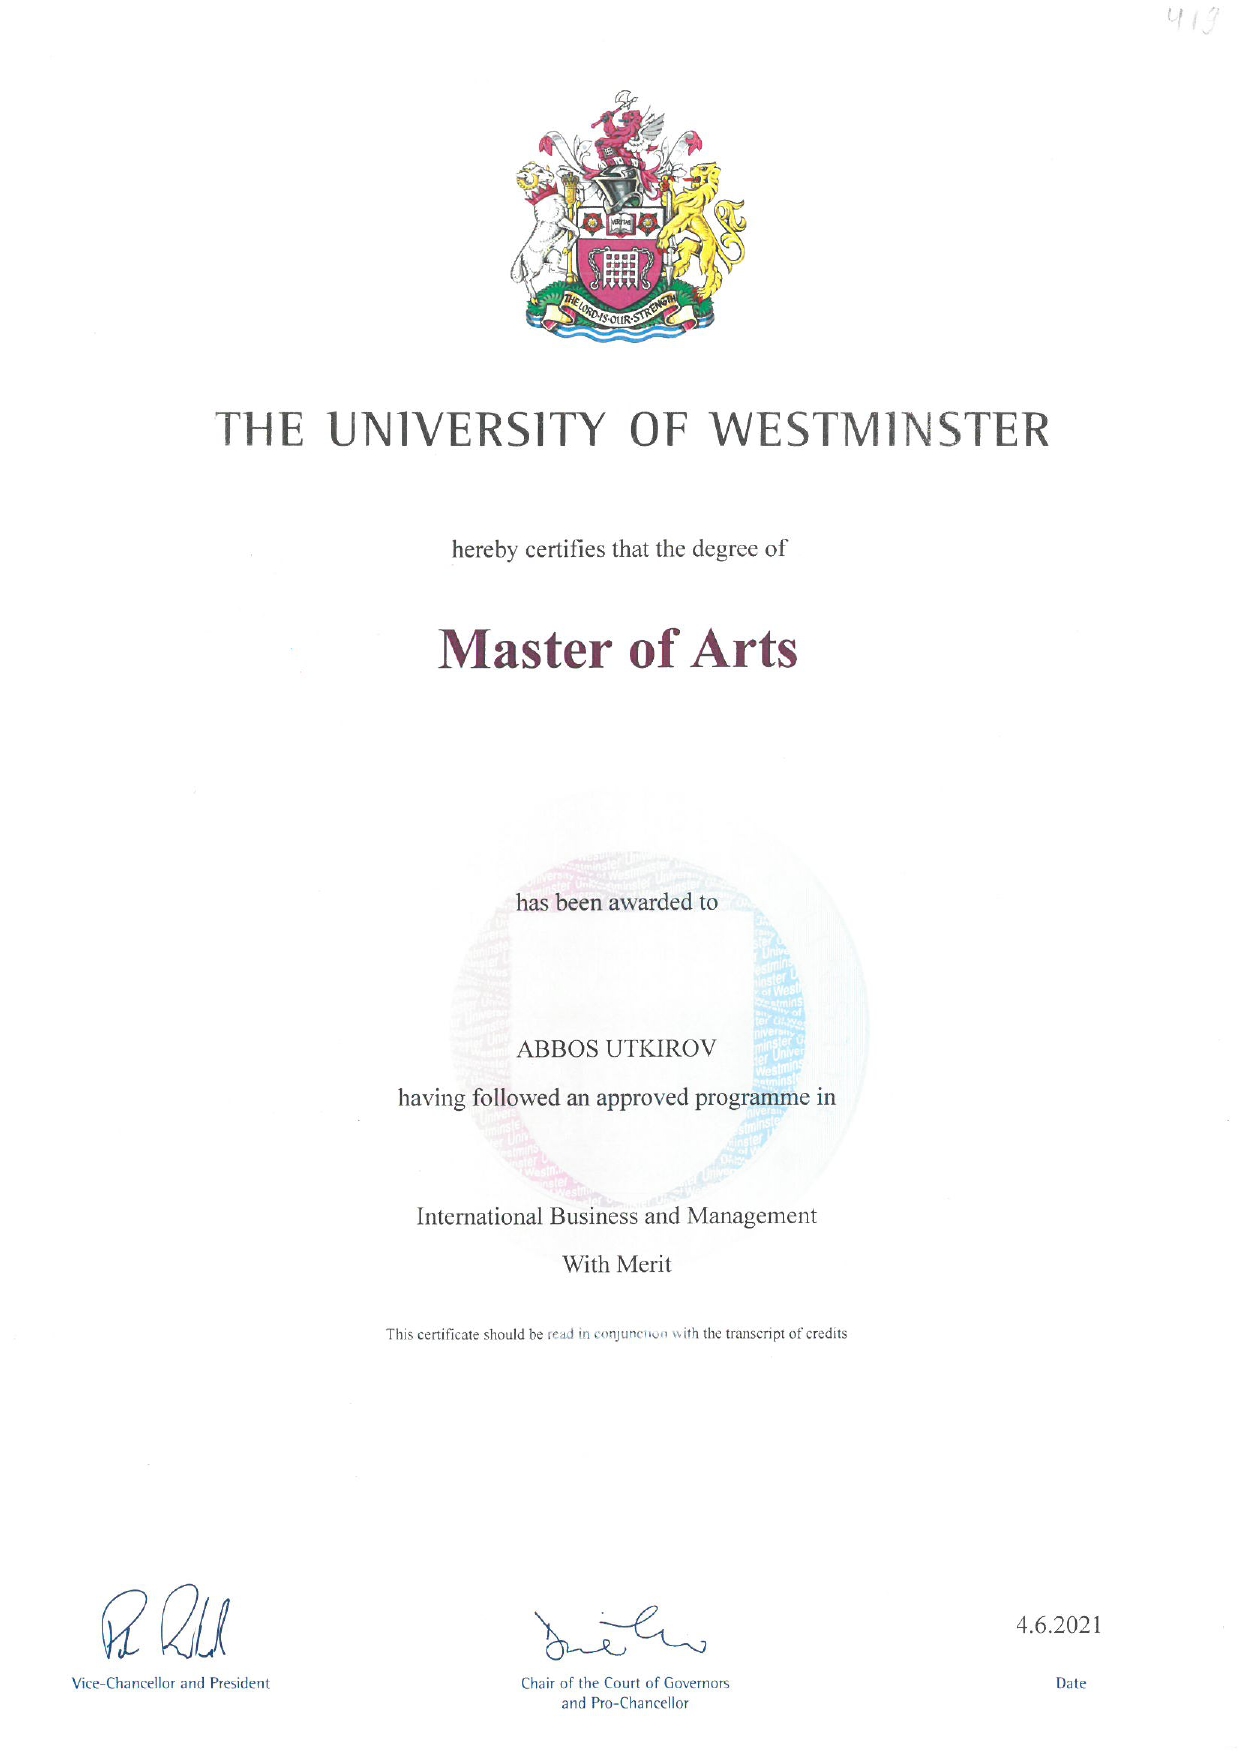 419
VERITAS
THE·LORD·IS·OUR·STRENGTH
THE UNIVERSITY OF WESTMINSTER
hereby certifies that the degree of
Master of Arts
has been awarded to
ABBOS UTKIROV
having followed an approved programme in
International Business and Management
With Merit
This certificate should be read in conjunction with the transcript of credits
4.6.2021
Vice-Chancellor and President
Chair of the Court of Governors
and Pro-Chancellor
Date